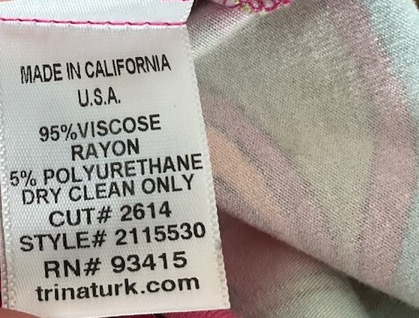 MADE IN CALIFORNIA
U.S.A.
95%VISCOSE
RAYON
5% POLYURETHANE
DRY CLEAN ONLY
CUT# 2614
STYLE# 2115530
RN# 93415
trinaturk.com